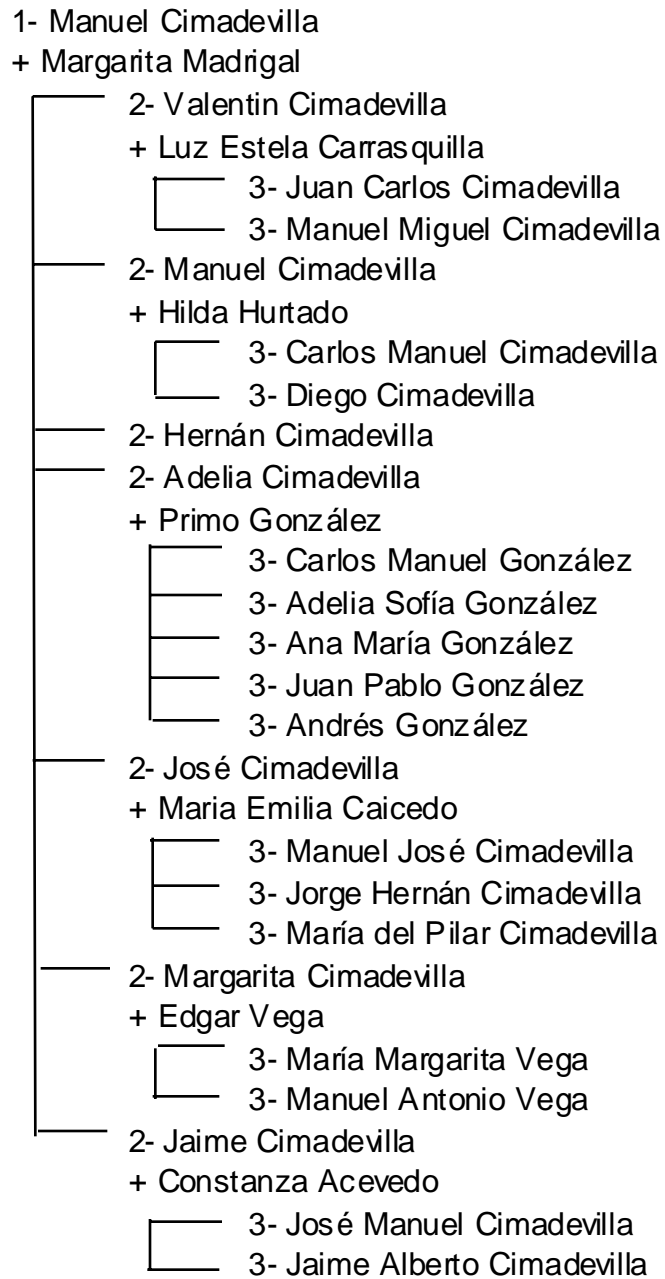 1- Manuel Cimadevilla
+ Margarita Madrigal
2- Valentin Cimadevilla
+ Luz Estela Carrasquilla
3- Juan Carlos Cimadevilla
3- Manuel Miguel Cimadevilla
2- Manuel Cimadevilla
+ Hilda Hurtado
3- Carlos Manuel Cimadevilla
3- Diego Cimadevilla
2- Hernán Cimadevilla
2- Adelia Cimadevilla
+ Primo González
3- Carlos Manuel González
3- Adelia Sofía González
3- Ana María González
3- Juan Pablo González
3- Andrés González
2- José Cimadevilla
+ Maria Emilia Caicedo
3- Manuel José Cimadevilla
3- Jorge Hernán Cimadevilla
3- María del Pilar Cimadevilla
2- Margarita Cimadevilla
+ Edgar Vega
3- María Margarita Vega
3- Manuel Antonio Vega
2- Jaime Cimadevilla
+ Constanza Acevedo
3- José Manuel Cimadevilla
3- Jaime Alberto Cimadevilla